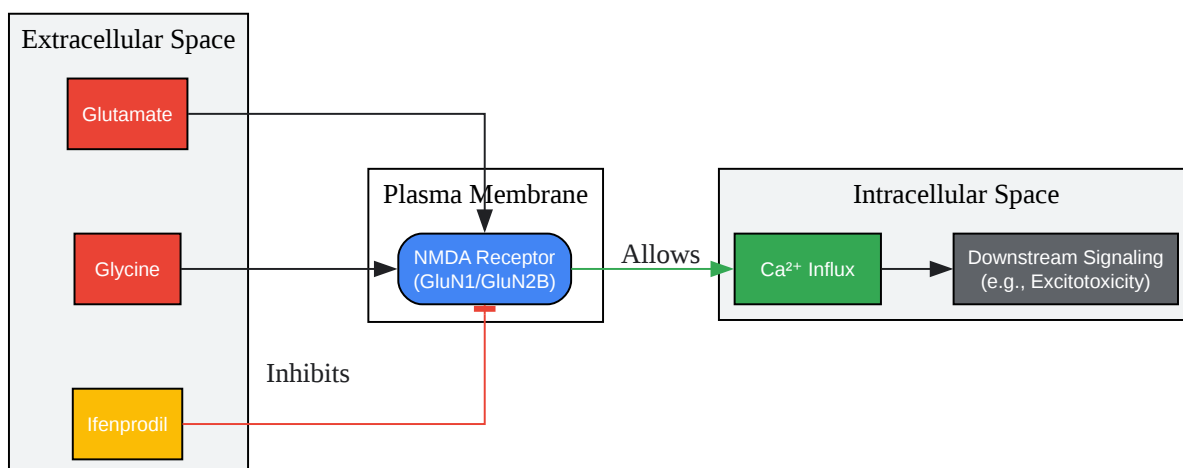 Extracellular Space
Glutamate
Plasma Membrane
Intracellular Space
Glycine
NMDA Receptor
(GluN1/GluN2B)
Allows
Ca²⁺ Influx
Downstream Signaling
(e.g., Excitotoxicity)
Inhibits
Ifenprodil